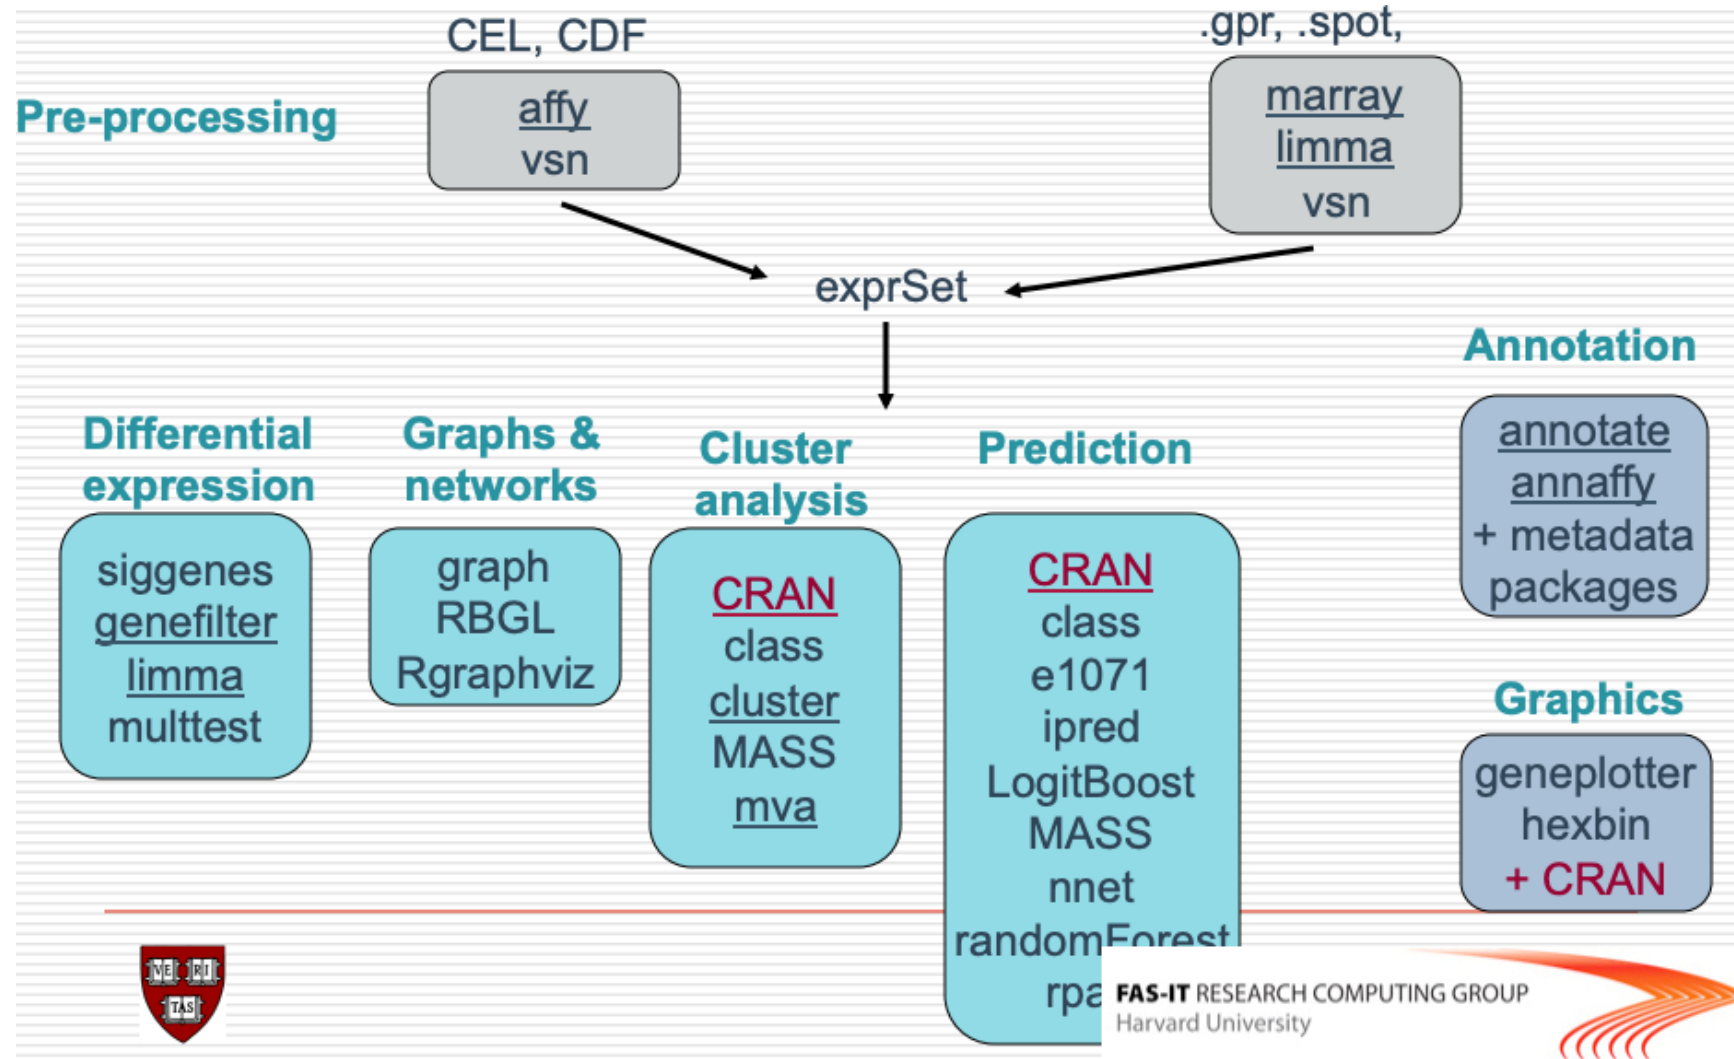 CEL, CDF
.gpr, .spot,
Pre-processing
affy
vsn
marray
limma
vsn
exprSet
Annotation
annotate
annaffy
+ metadata
packages
Differential
expression
siggenes
genefilter
limma
multtest
Graphs &
networks
graph
RBGL
Rgraphviz
Cluster
analysis
CRAN
class
cluster
MASS
mva
Prediction
CRAN
class
e1071
ipred
LogitBoost
MASS
nnet
randomForest
Graphics
geneplotter
hexbin
+ CRAN
VE RI
TAS
FAS-IT RESEARCH COMPUTING GROUP
Harvard University